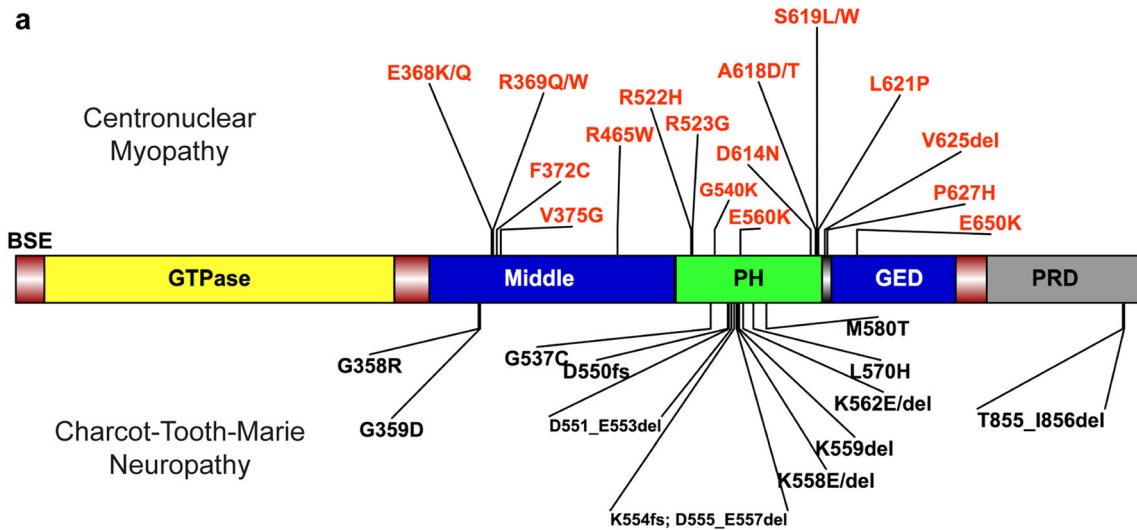 a
S619L/W
E368K/Q
R369Q/W
A618D/T
L621P
R522H
R523G
R465W
Centronuclear
Myopathy
D614N
V625del
F372C
G540K
P627H
V375G
E560K
E650K
BSE
GTPase
Middle
PH
GED
PRD
M580T
G358R
G537C
D550fs
L570H
K562E/del
G359D
D551_E553del
T855_I856del
Charcot-Tooth-Marie
Neuropathy
K559del
K558E/del
K554fs; D555_E557del